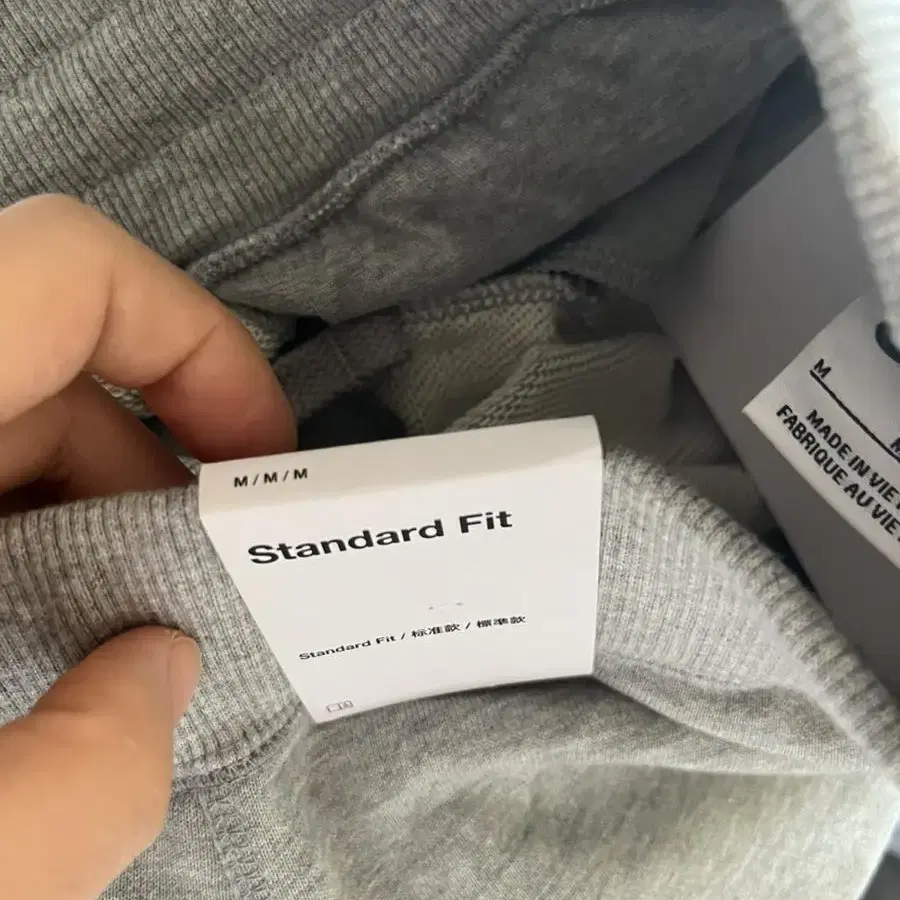 M / M / M
Standard Fit
Standard Fit / 标准款 / 標準款
M
MADE IN VIE
FABRIQUE AU VIE